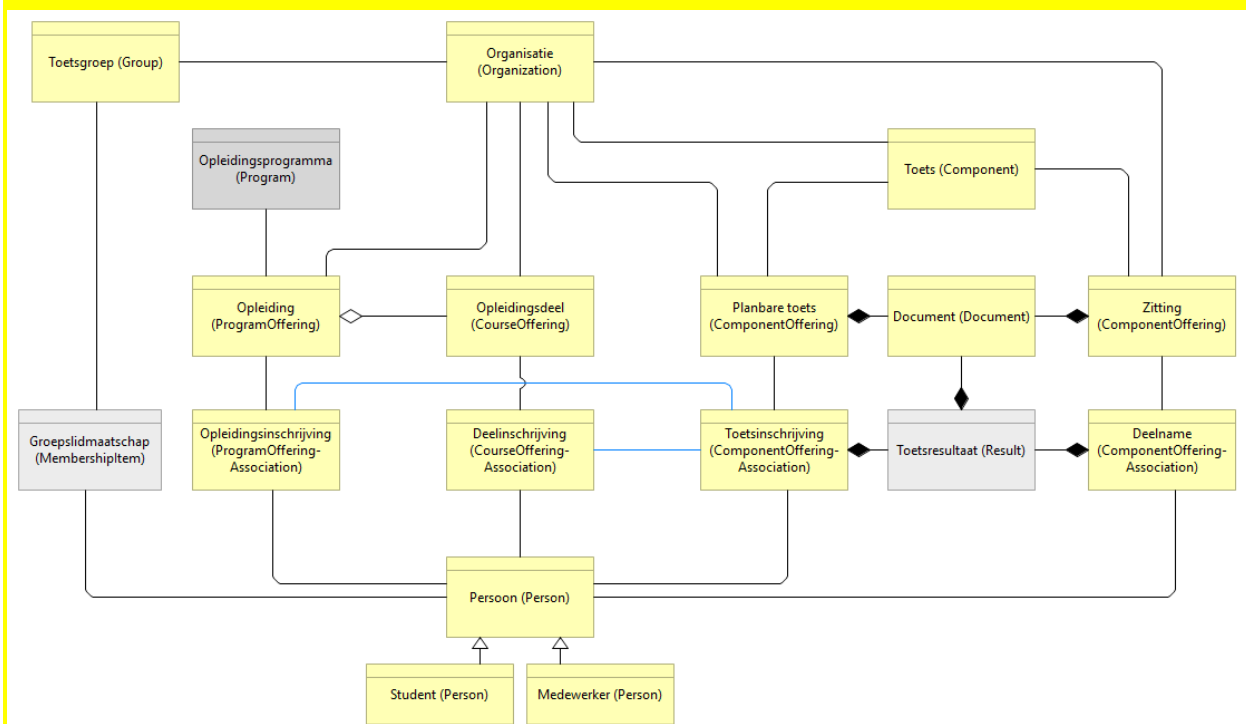 Toetsgroep (Group)
Organisatie
(Organization)
Opleidingsprogramma
(Program)
Toets (Component)
Opleiding
(ProgramOffering)
Opleidingsdeel
(CourseOffering)
Planbare toets
(ComponentOffering)
Document (Document)
Zitting
(ComponentOffering)
Groepslidmaatschap
(MembershipItem)
Opleidingsinschrijving
(ProgramOffering-
Association)
Deelinschrijving
(CourseOffering-
Association)
Toetsinschrijving
(ComponentOffering-
Association)
Toetsresultaat (Result)
Deelname
(ComponentOffering-
Association)
Persoon (Person)
Student (Person)
Medewerker (Person)